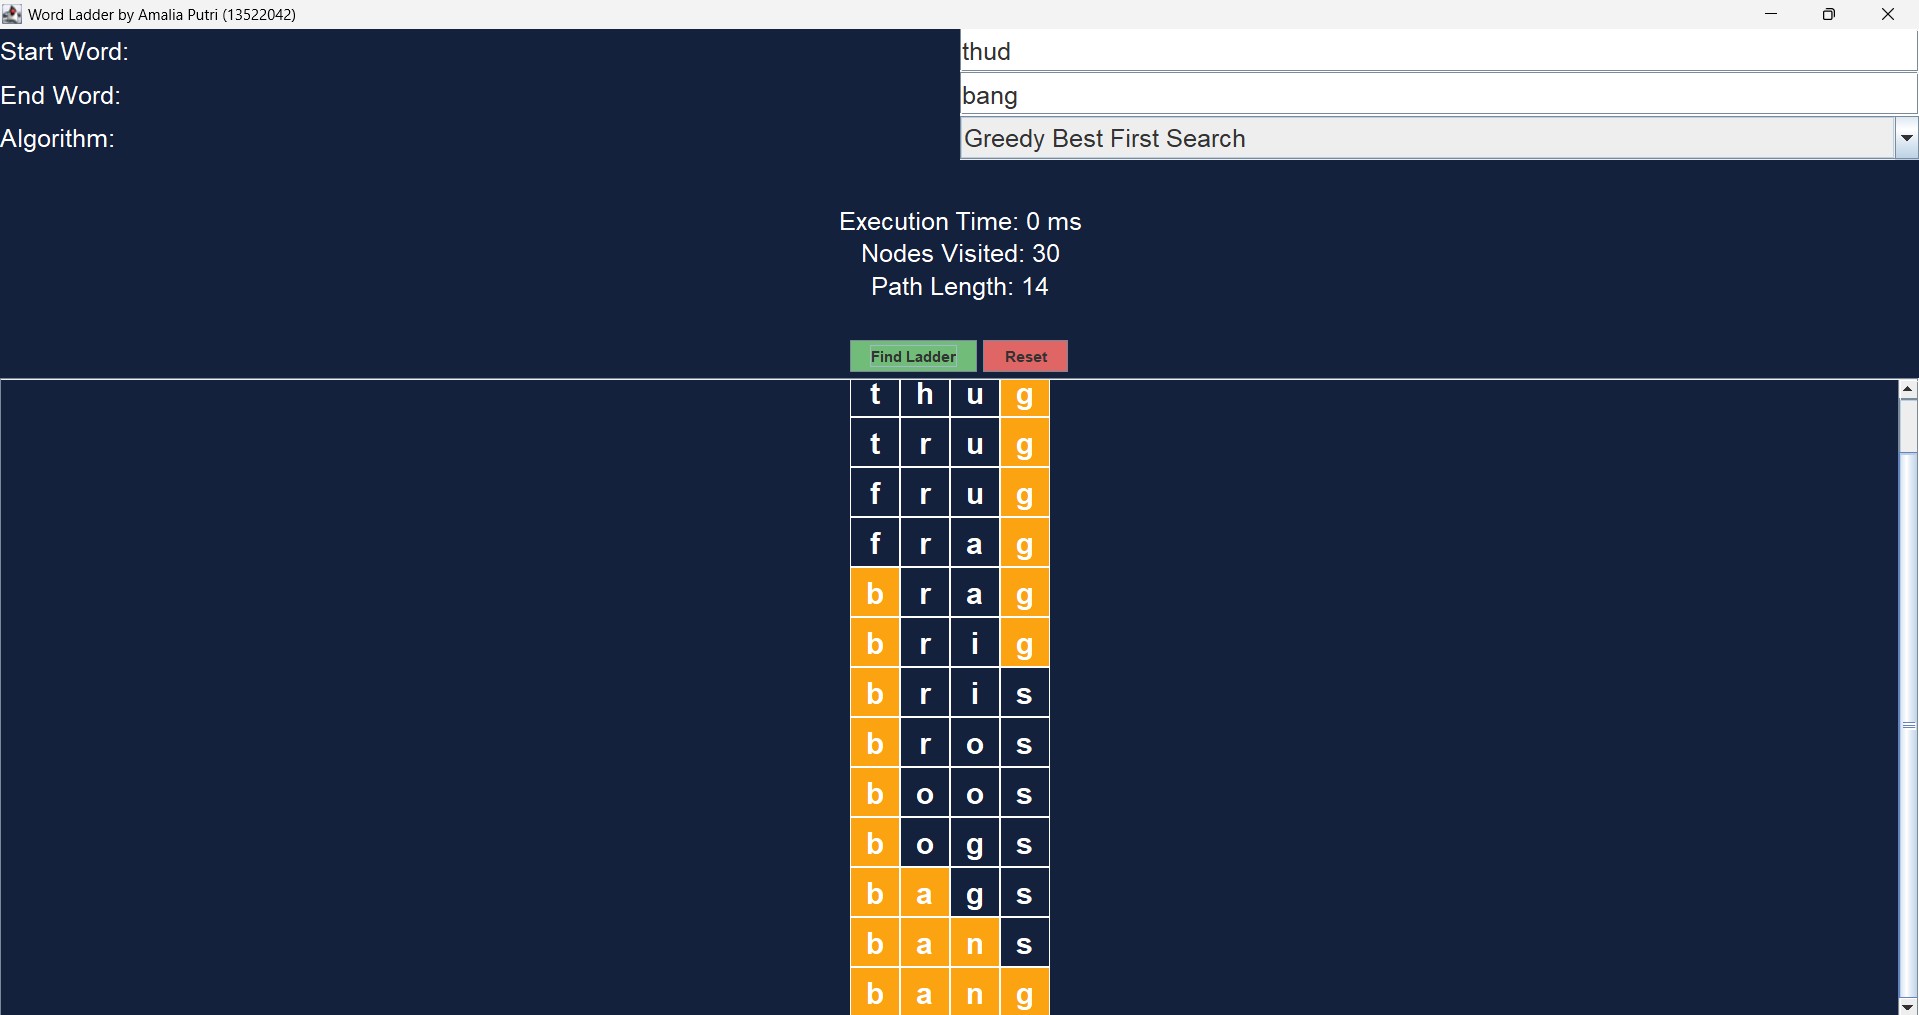 Word Ladder by Amalia Putri (13522042)
Start Word: thud
End Word: bang
Algorithm: Greedy Best First Search
Execution Time: 0 ms
Nodes Visited: 30
Path Length: 14
Find Ladder Reset
t h u g
t r u g
f r u g
f r a g
b r a g
b r i g
b r i s
b r o s
b o o s
b o g s
b a g s
b a n s
b a n g